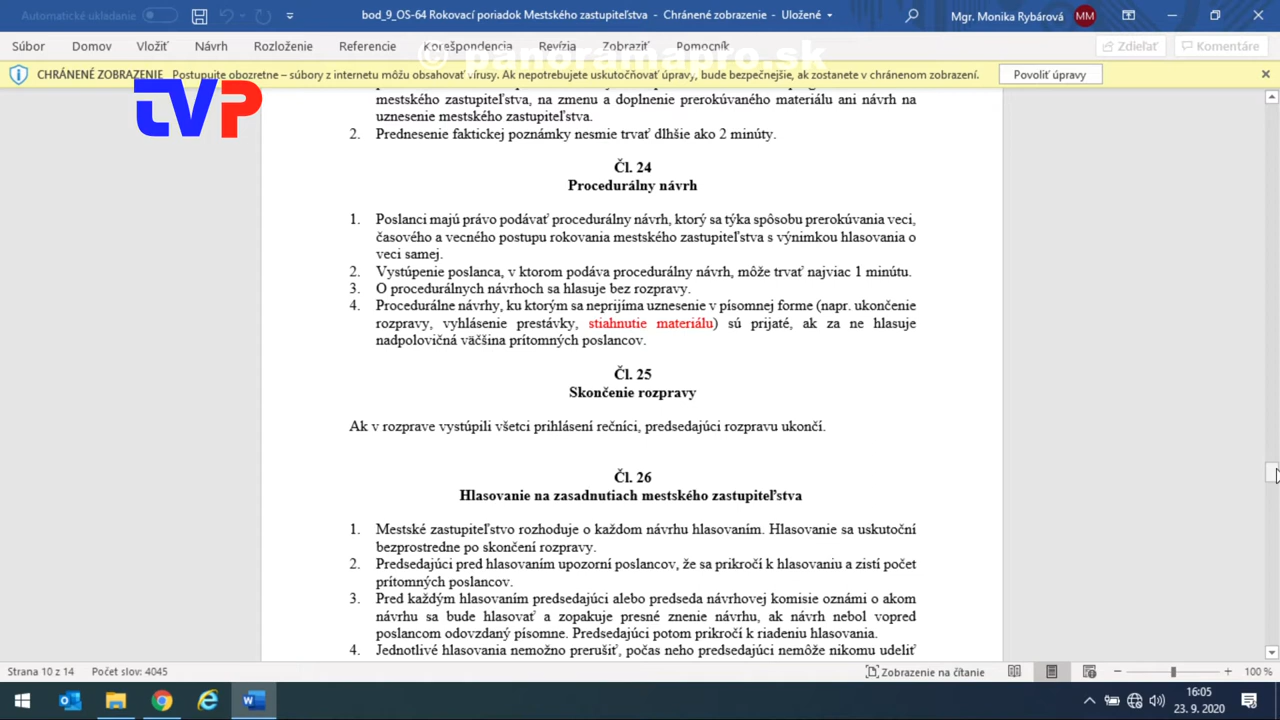 Automatické ukladanie
bod_9_OS-64 Rokovací poriadok Mestského zastupiteľstva - Chránené zobrazenie - Uložené
Mgr. Monika Rybárová
MM
Súbor Domov Vložiť Návrh Rozloženie Referencie Korešpondencia Revízia Zobraziť Pomocník
Zdieľať Komentáre
© panoramapro.sk
CHRÁNENÉ ZOBRAZENIE Postupujte obozretne – súbory z internetu môžu obsahovať vírusy. Ak nepotrebujete uskutočňovať úpravy, bude bezpečnejšie, ak zostanete v chránenom zobrazení.
Povoliť úpravy
TVP
mestského zastupiteľstva, na zmenu a doplnenie prerokúvaného materiálu ani návrh na
uznesenie mestského zastupiteľstva.
2. Prednesenie faktickej poznámky nesmie trvať dlhšie ako 2 minúty.
Čl. 24
Procedurálny návrh
1. Poslanci majú právo podávať procedurálny návrh, ktorý sa týka spôsobu prerokúvania veci,
časového a vecného postupu rokovania mestského zastupiteľstva s výnimkou hlasovania o
veci samej.
2. Vystúpenie poslanca, v ktorom podáva procedurálny návrh, môže trvať najviac 1 minútu.
3. O procedurálnych návrhoch sa hlasuje bez rozpravy.
4. Procedurálne návrhy, ku ktorým sa neprijíma uznesenie v písomnej forme (napr. ukončenie
rozpravy, vyhlásenie prestávky, stiahnutie materiálu) sú prijaté, ak za ne hlasuje
nadpolovičná väčšina prítomných poslancov.
Čl. 25
Skončenie rozpravy
Ak v rozprave vystúpili všetci prihlásení rečníci, predsedajúci rozpravu ukončí.
Čl. 26
Hlasovanie na zasadnutiach mestského zastupiteľstva
1. Mestské zastupiteľstvo rozhoduje o každom návrhu hlasovaním. Hlasovanie sa uskutoční
bezprostredne po skončení rozpravy.
2. Predsedajúci pred hlasovaním upozorní poslancov, že sa prikročí k hlasovaniu a zistí počet
prítomných poslancov.
3. Pred každým hlasovaním predsedajúci alebo predseda návrhovej komisie oznámi o akom
návrhu sa bude hlasovať a zopakuje presné znenie návrhu, ak návrh nebol vopred
poslancom odovzdaný písomne. Predsedajúci potom prikročí k riadeniu hlasovania.
4. Jednotlivé hlasovania nemožno prerušiť, počas neho predsedajúci nemôže nikomu udeliť
Strana 10 z 14 Počet slov: 4045
Zobrazenie na čítanie
100 %
16:05
23. 9. 2020